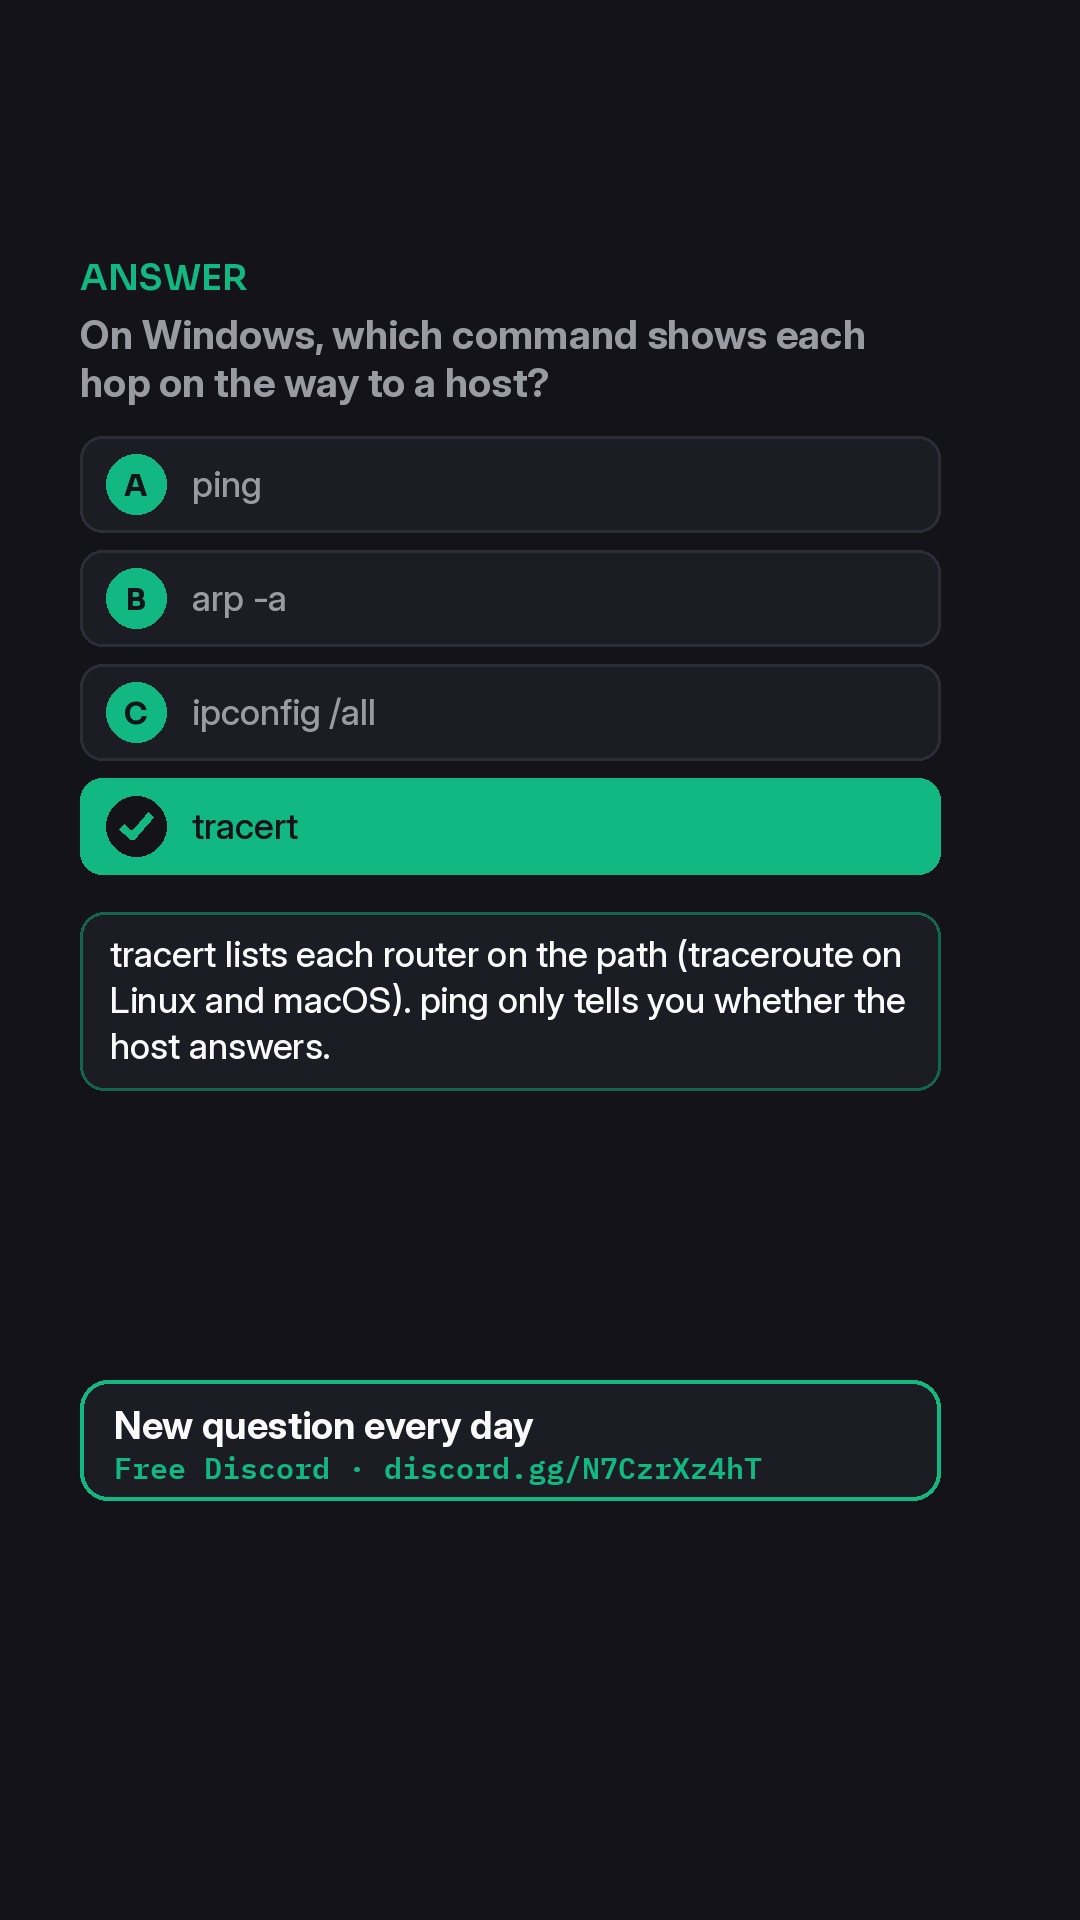 ANSWER
On Windows, which command shows each
hop on the way to a host?
A ping
B arp -a
C ipconfig /all
tracert
tracert lists each router on the path (traceroute on
Linux and macOS). ping only tells you whether the
host answers.
New question every day
Free Discord · discord.gg/N7CzrXz4hT